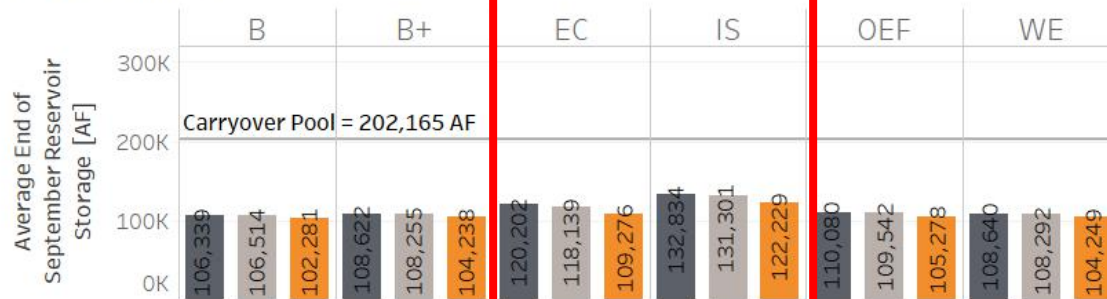 B B+ EC IS OEF WE
Average End of
September Reservoir
Storage [AF]
300K
200K
100K
0K
Carryover Pool = 202,165 AF
106,339
106,514
102,281
108,622
108,255
104,238
120,202
118,139
109,276
132,834
131,301
122,229
110,080
109,542
105,278
108,640
108,292
104,249